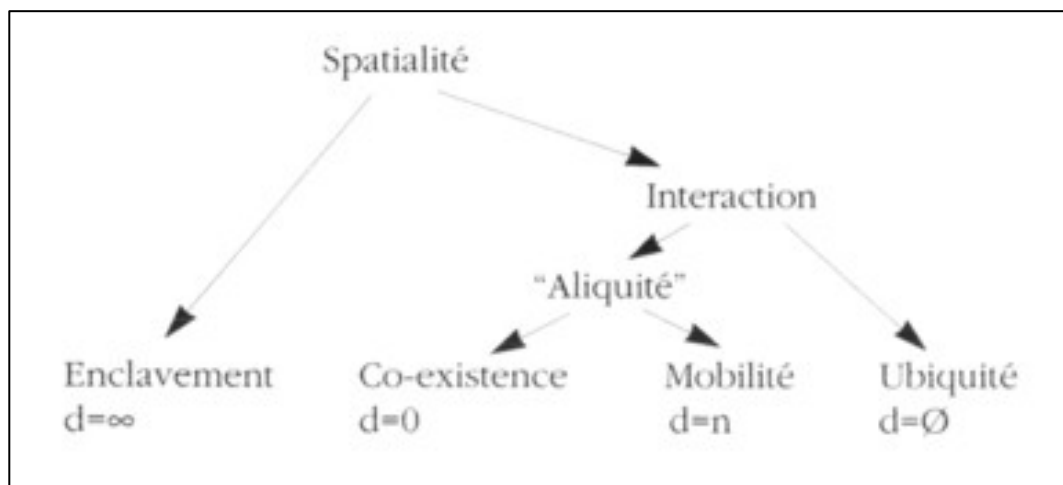 Spatialité
Interaction
“Aliquité”
Enclavement Co-existence Mobilité Ubiquité
d=∞ d=0 d=n d=Ø